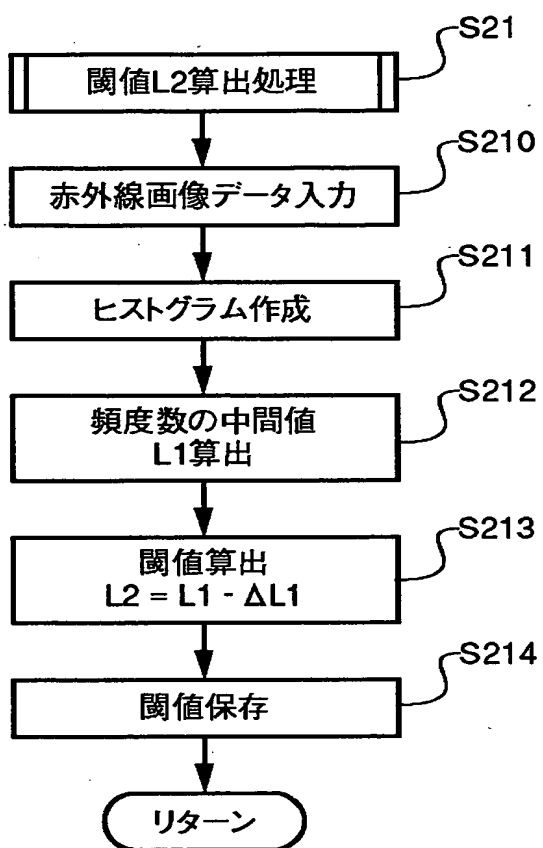 S21
閾値L2算出処理
S210
赤外線画像データ入力
S211
ヒストグラム作成
S212
頻度数の中間値
L1算出
S213
閾値算出
L2 = L1 - ΔL1
S214
閾値保存
リターン